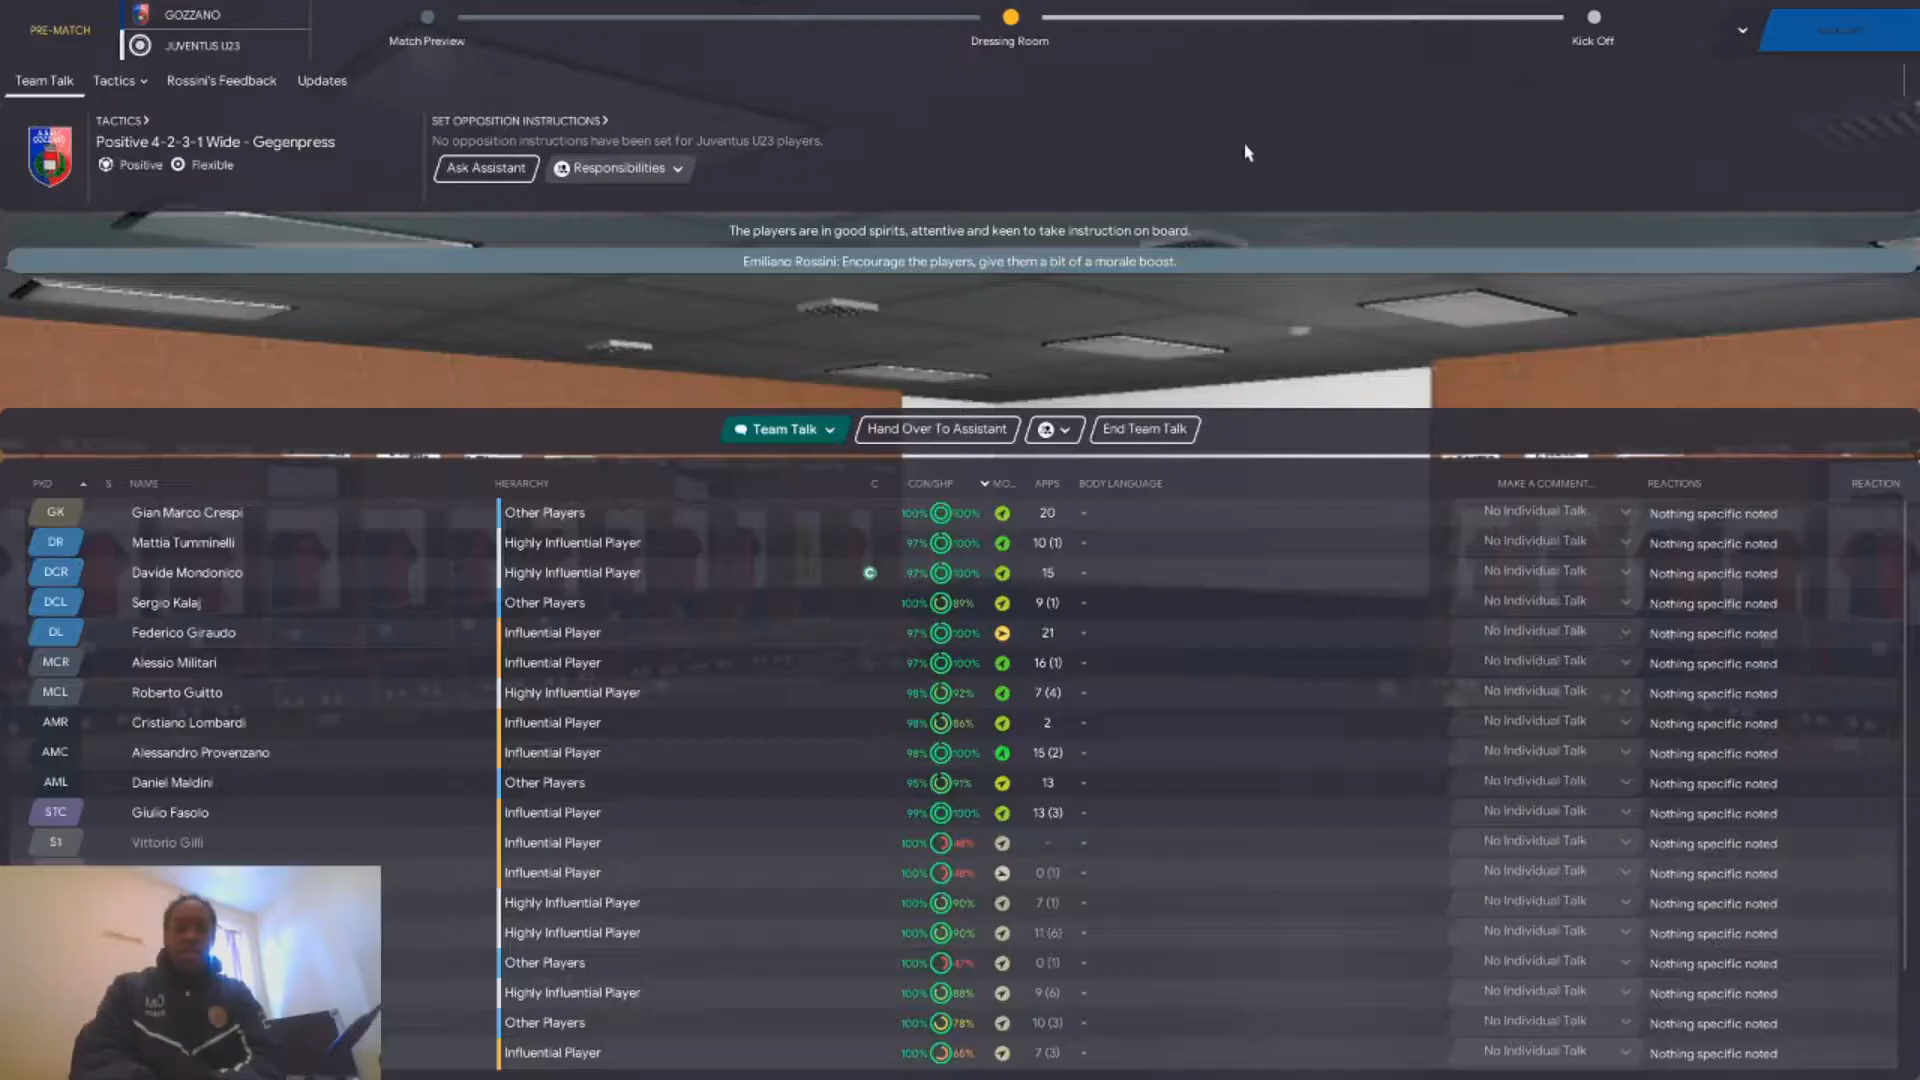 PRE-MATCH
GOZZANO
JUVENTUS U23
Match Preview
Dressing Room
Kick Off
Team Talk Tactics Rossini's Feedback Updates
TACTICS
Positive 4-2-3-1 Wide - Gegenpress
Positive Flexible
SET OPPOSITION INSTRUCTIONS
No opposition instructions have been set for Juventus U23 players.
Ask Assistant Responsibilities
The players are in good spirits, attentive and keen to take instruction on board.
Emiliano Rossini: Encourage the players, give them a bit of a morale boost.
Team Talk Hand Over To Assistant End Team Talk
PKD S NAME HIERARCHY C CON/SHP MO... APPS BODY LANGUAGE MAKE A COMMENT... REACTIONS REACTION
GK Gian Marco Crespi Other Players 100% 100% 20 - No Individual Talk Nothing specific noted
DR Mattia Tumminelli Highly Influential Player 97% 100% 10 (1) - No Individual Talk Nothing specific noted
DCR Davide Mondonico Highly Influential Player C 97% 100% 15 - No Individual Talk Nothing specific noted
DCL Sergio Kalaj Other Players 100% 89% 9 (1) - No Individual Talk Nothing specific noted
DL Federico Giraudo Influential Player 97% 100% 21 - No Individual Talk Nothing specific noted
MCR Alessio Militari Influential Player 97% 100% 16 (1) - No Individual Talk Nothing specific noted
MCL Roberto Guitto Highly Influential Player 98% 92% 7 (4) - No Individual Talk Nothing specific noted
AMR Cristiano Lombardi Influential Player 98% 86% 2 - No Individual Talk Nothing specific noted
AMC Alessandro Provenzano Influential Player 98% 100% 15 (2) - No Individual Talk Nothing specific noted
AML Daniel Maldini Other Players 95% 91% 13 - No Individual Talk Nothing specific noted
STC Giulio Fasolo Influential Player 99% 100% 13 (3) - No Individual Talk Nothing specific noted
S1 Vittorio Gilli Influential Player 100% 48% - - No Individual Talk Nothing specific noted
Influential Player 100% 48% 0 (1) - No Individual Talk Nothing specific noted
Highly Influential Player 100% 90% 7 (1) - No Individual Talk Nothing specific noted
Highly Influential Player 100% 90% 11 (6) - No Individual Talk Nothing specific noted
Other Players 100% 47% 0 (1) - No Individual Talk Nothing specific noted
Highly Influential Player 100% 88% 9 (6) - No Individual Talk Nothing specific noted
Other Players 100% 78% 10 (3) - No Individual Talk Nothing specific noted
Influential Player 100% 65% 7 (3) - No Individual Talk Nothing specific noted